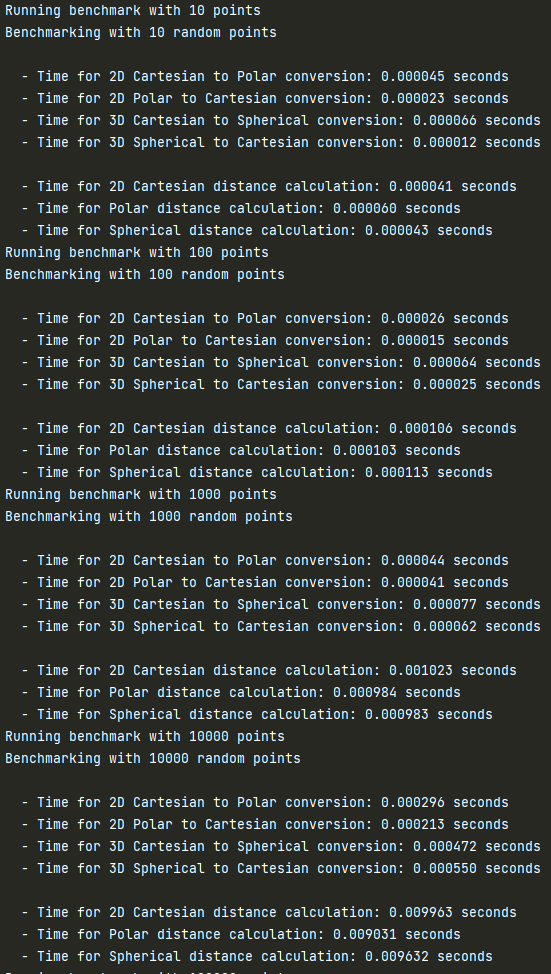 Running benchmark with 10 points
Benchmarking with 10 random points
- Time for 2D Cartesian to Polar conversion: 0.000045 seconds
- Time for 2D Polar to Cartesian conversion: 0.000023 seconds
- Time for 3D Cartesian to Spherical conversion: 0.000066 seconds
- Time for 3D Spherical to Cartesian conversion: 0.000012 seconds
- Time for 2D Cartesian distance calculation: 0.000041 seconds
- Time for Polar distance calculation: 0.000060 seconds
- Time for Spherical distance calculation: 0.000043 seconds
Running benchmark with 100 points
Benchmarking with 100 random points
- Time for 2D Cartesian to Polar conversion: 0.000026 seconds
- Time for 2D Polar to Cartesian conversion: 0.000015 seconds
- Time for 3D Cartesian to Spherical conversion: 0.000064 seconds
- Time for 3D Spherical to Cartesian conversion: 0.000025 seconds
- Time for 2D Cartesian distance calculation: 0.000106 seconds
- Time for Polar distance calculation: 0.000103 seconds
- Time for Spherical distance calculation: 0.000113 seconds
Running benchmark with 1000 points
Benchmarking with 1000 random points
- Time for 2D Cartesian to Polar conversion: 0.000044 seconds
- Time for 2D Polar to Cartesian conversion: 0.000041 seconds
- Time for 3D Cartesian to Spherical conversion: 0.000077 seconds
- Time for 3D Spherical to Cartesian conversion: 0.000062 seconds
- Time for 2D Cartesian distance calculation: 0.001023 seconds
- Time for Polar distance calculation: 0.000984 seconds
- Time for Spherical distance calculation: 0.000983 seconds
Running benchmark with 10000 points
Benchmarking with 10000 random points
- Time for 2D Cartesian to Polar conversion: 0.000296 seconds
- Time for 2D Polar to Cartesian conversion: 0.000213 seconds
- Time for 3D Cartesian to Spherical conversion: 0.000472 seconds
- Time for 3D Spherical to Cartesian conversion: 0.000550 seconds
- Time for 2D Cartesian distance calculation: 0.009963 seconds
- Time for Polar distance calculation: 0.009031 seconds
- Time for Spherical distance calculation: 0.009632 seconds